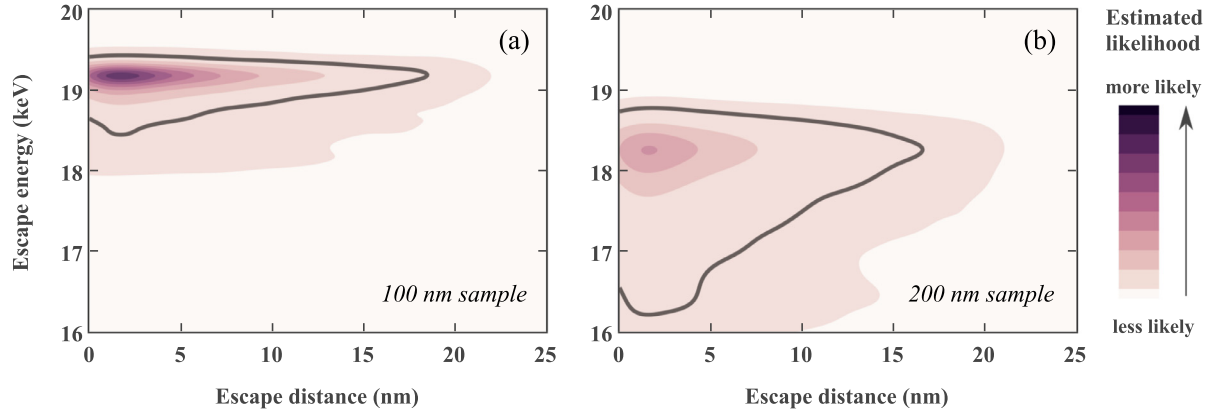 20
19
18
17
16
Escape energy (keV)
(a)
100 nm sample
0 5 10 15 20 25
Escape distance (nm)
20
19
18
17
16
(b)
200 nm sample
0 5 10 15 20 25
Escape distance (nm)
Estimated
likelihood
more likely
less likely